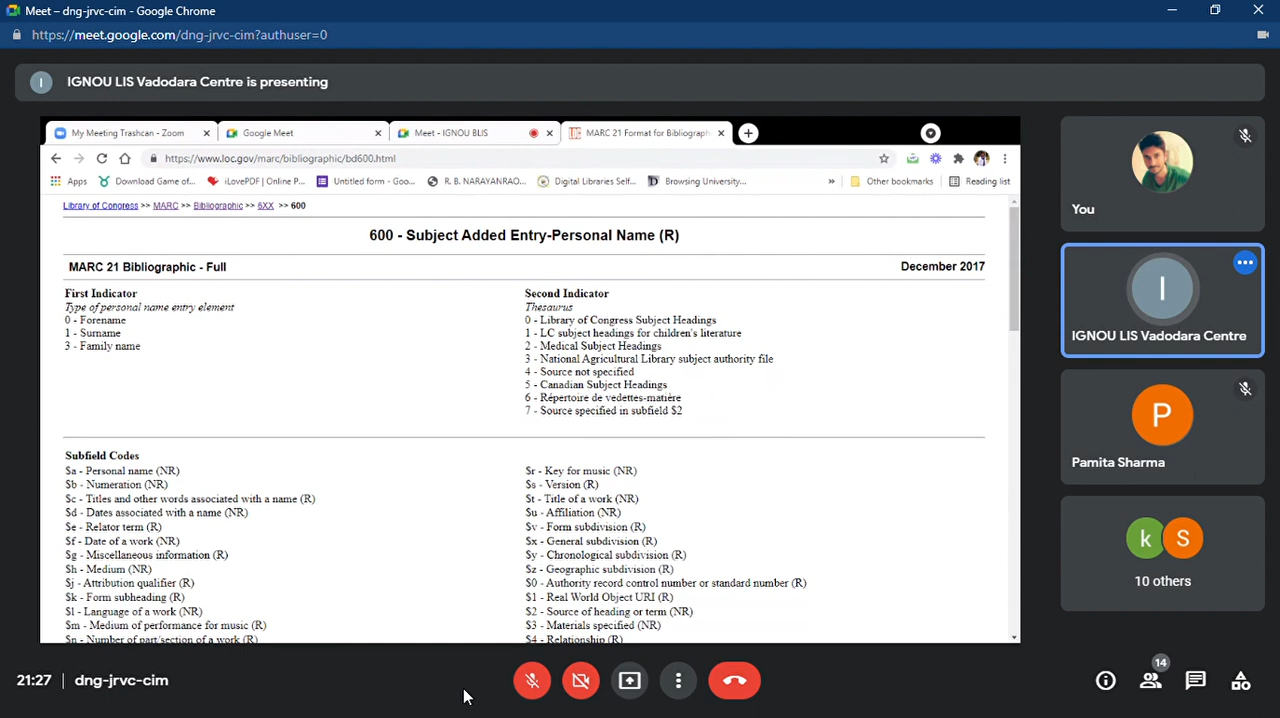 Meet – dng-jrvc-cim - Google Chrome
https://meet.google.com/dng-jrvc-cim?authuser=0
I IGNOU LIS Vadodara Centre is presenting
My Meeting Trashcan - Zoom Google Meet Meet - IGNOU BLIS MARC 21 Format for Bibliograph
https://www.loc.gov/marc/bibliographic/bd600.html
Apps Download Game of... iLovePDF | Online P... Untitled form - Goo... R. B. NARAYANRAO... Digital Libraries Self... Browsing University... » Other bookmarks Reading list
Library of Congress >> MARC >> Bibliographic >> 6XX >> 600
600 - Subject Added Entry-Personal Name (R)
MARC 21 Bibliographic - Full December 2017
First Indicator
Type of personal name entry element
0 - Forename
1 - Surname
3 - Family name
Second Indicator
Thesaurus
0 - Library of Congress Subject Headings
1 - LC subject headings for children's literature
2 - Medical Subject Headings
3 - National Agricultural Library subject authority file
4 - Source not specified
5 - Canadian Subject Headings
6 - Répertoire de vedettes-matière
7 - Source specified in subfield $2
Subfield Codes
$a - Personal name (NR)
$b - Numeration (NR)
$c - Titles and other words associated with a name (R)
$d - Dates associated with a name (NR)
$e - Relator term (R)
$f - Date of a work (NR)
$g - Miscellaneous information (R)
$h - Medium (NR)
$j - Attribution qualifier (R)
$k - Form subheading (R)
$l - Language of a work (NR)
$m - Medium of performance for music (R)
$n - Number of part/section of a work (R)
$r - Key for music (NR)
$s - Version (R)
$t - Title of a work (NR)
$u - Affiliation (NR)
$v - Form subdivision (R)
$x - General subdivision (R)
$y - Chronological subdivision (R)
$z - Geographic subdivision (R)
$0 - Authority record control number or standard number (R)
$1 - Real World Object URI (R)
$2 - Source of heading or term (NR)
$3 - Materials specified (NR)
$4 - Relationship (R)
You
I
IGNOU LIS Vadodara Centre
P
Pamita Sharma
k S
10 others
21:27 | dng-jrvc-cim
14